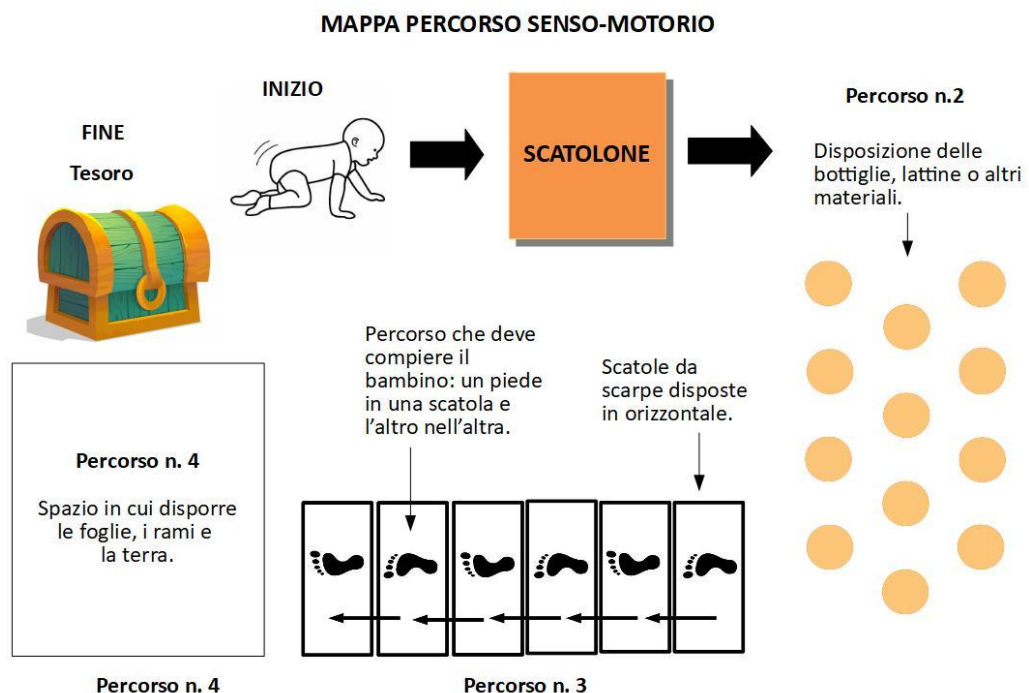 MAPPA PERCORSO SENSO-MOTORIO
INIZIO
FINE
Tesoro
SCATOLONE
Percorso n.2
Disposizione delle
bottiglie, lattine o altri
materiali.
Percorso che deve
compiere il
bambino: un piede
in una scatola e
l’altro nell’altra.
Scatole da
scarpe disposte
in orizzontale.
Percorso n. 4
Spazio in cui disporre
le foglie, i rami e
la terra.
Percorso n. 4
Percorso n. 3